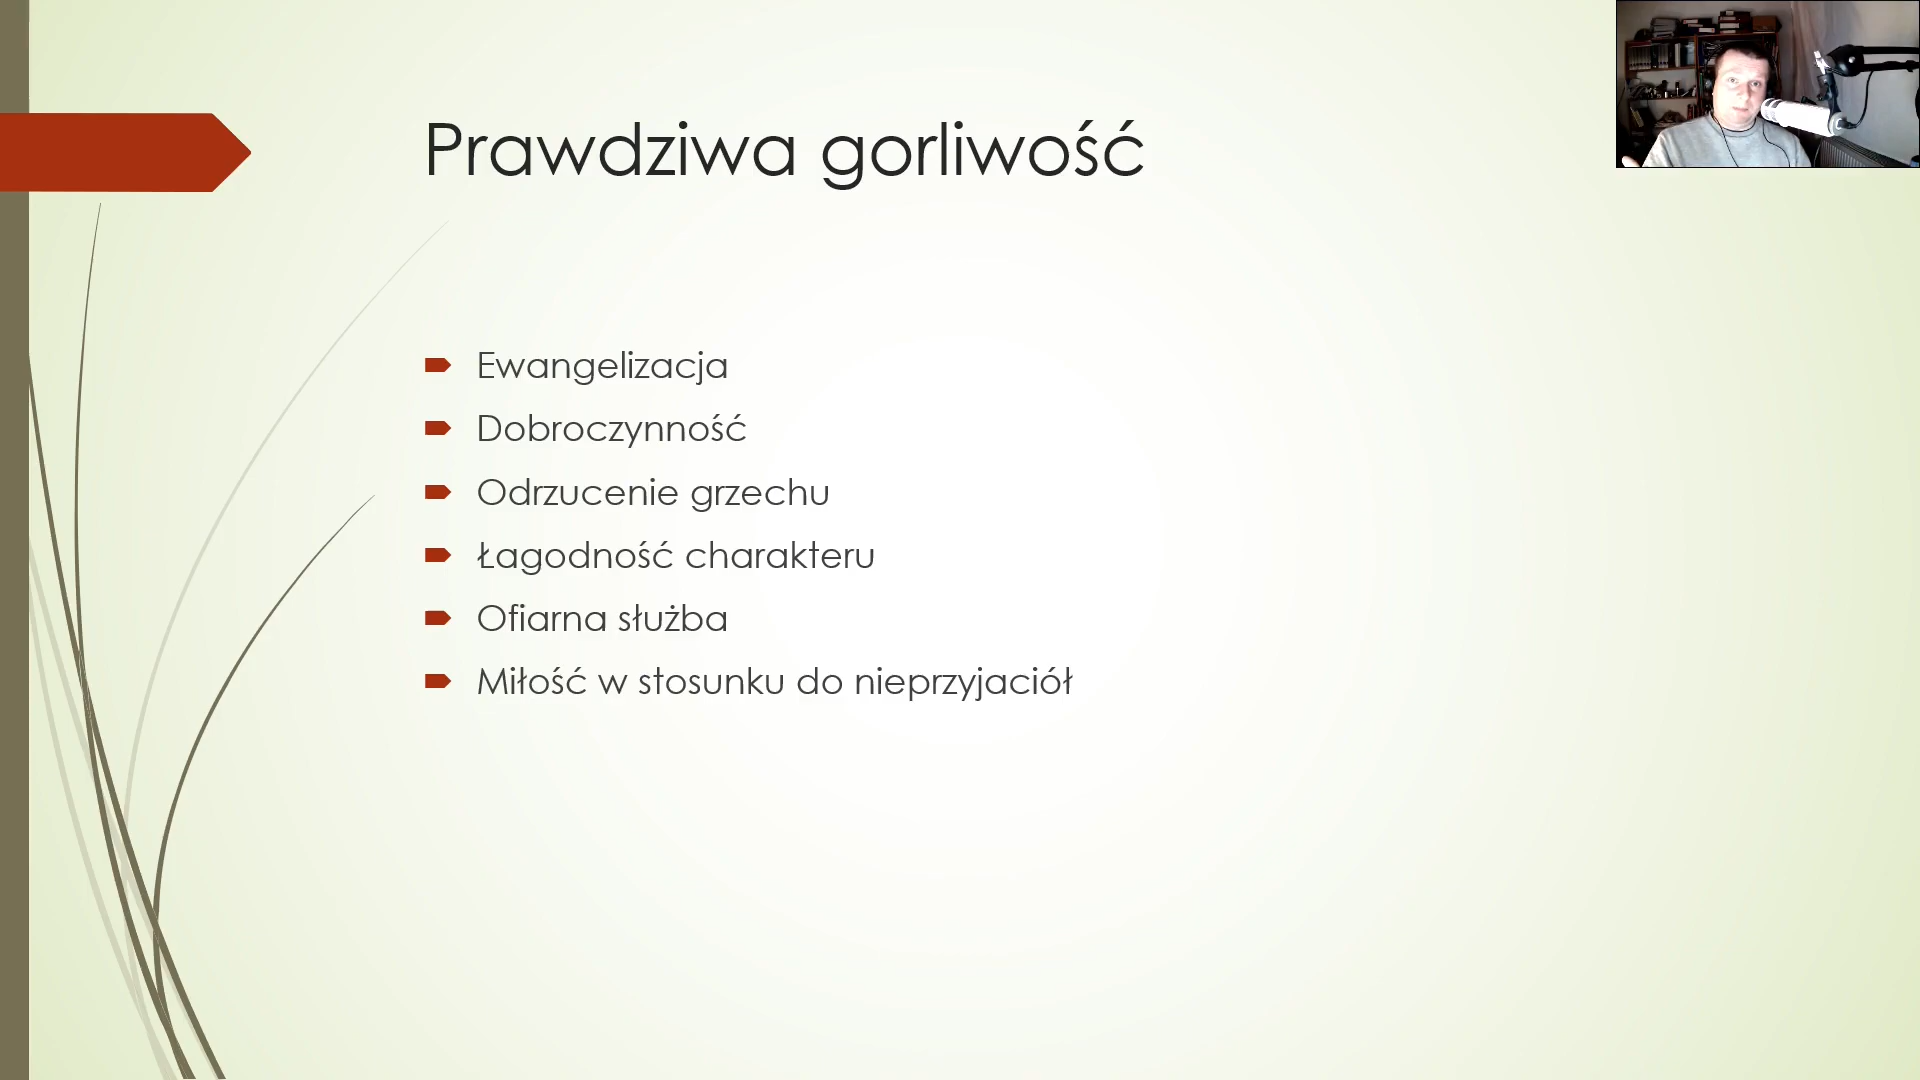 Prawdziwa gorliwość
Ewangelizacja
Dobroczynność
Odrzucenie grzechu
Łagodność charakteru
Ofiarna służba
Miłość w stosunku do nieprzyjaciół